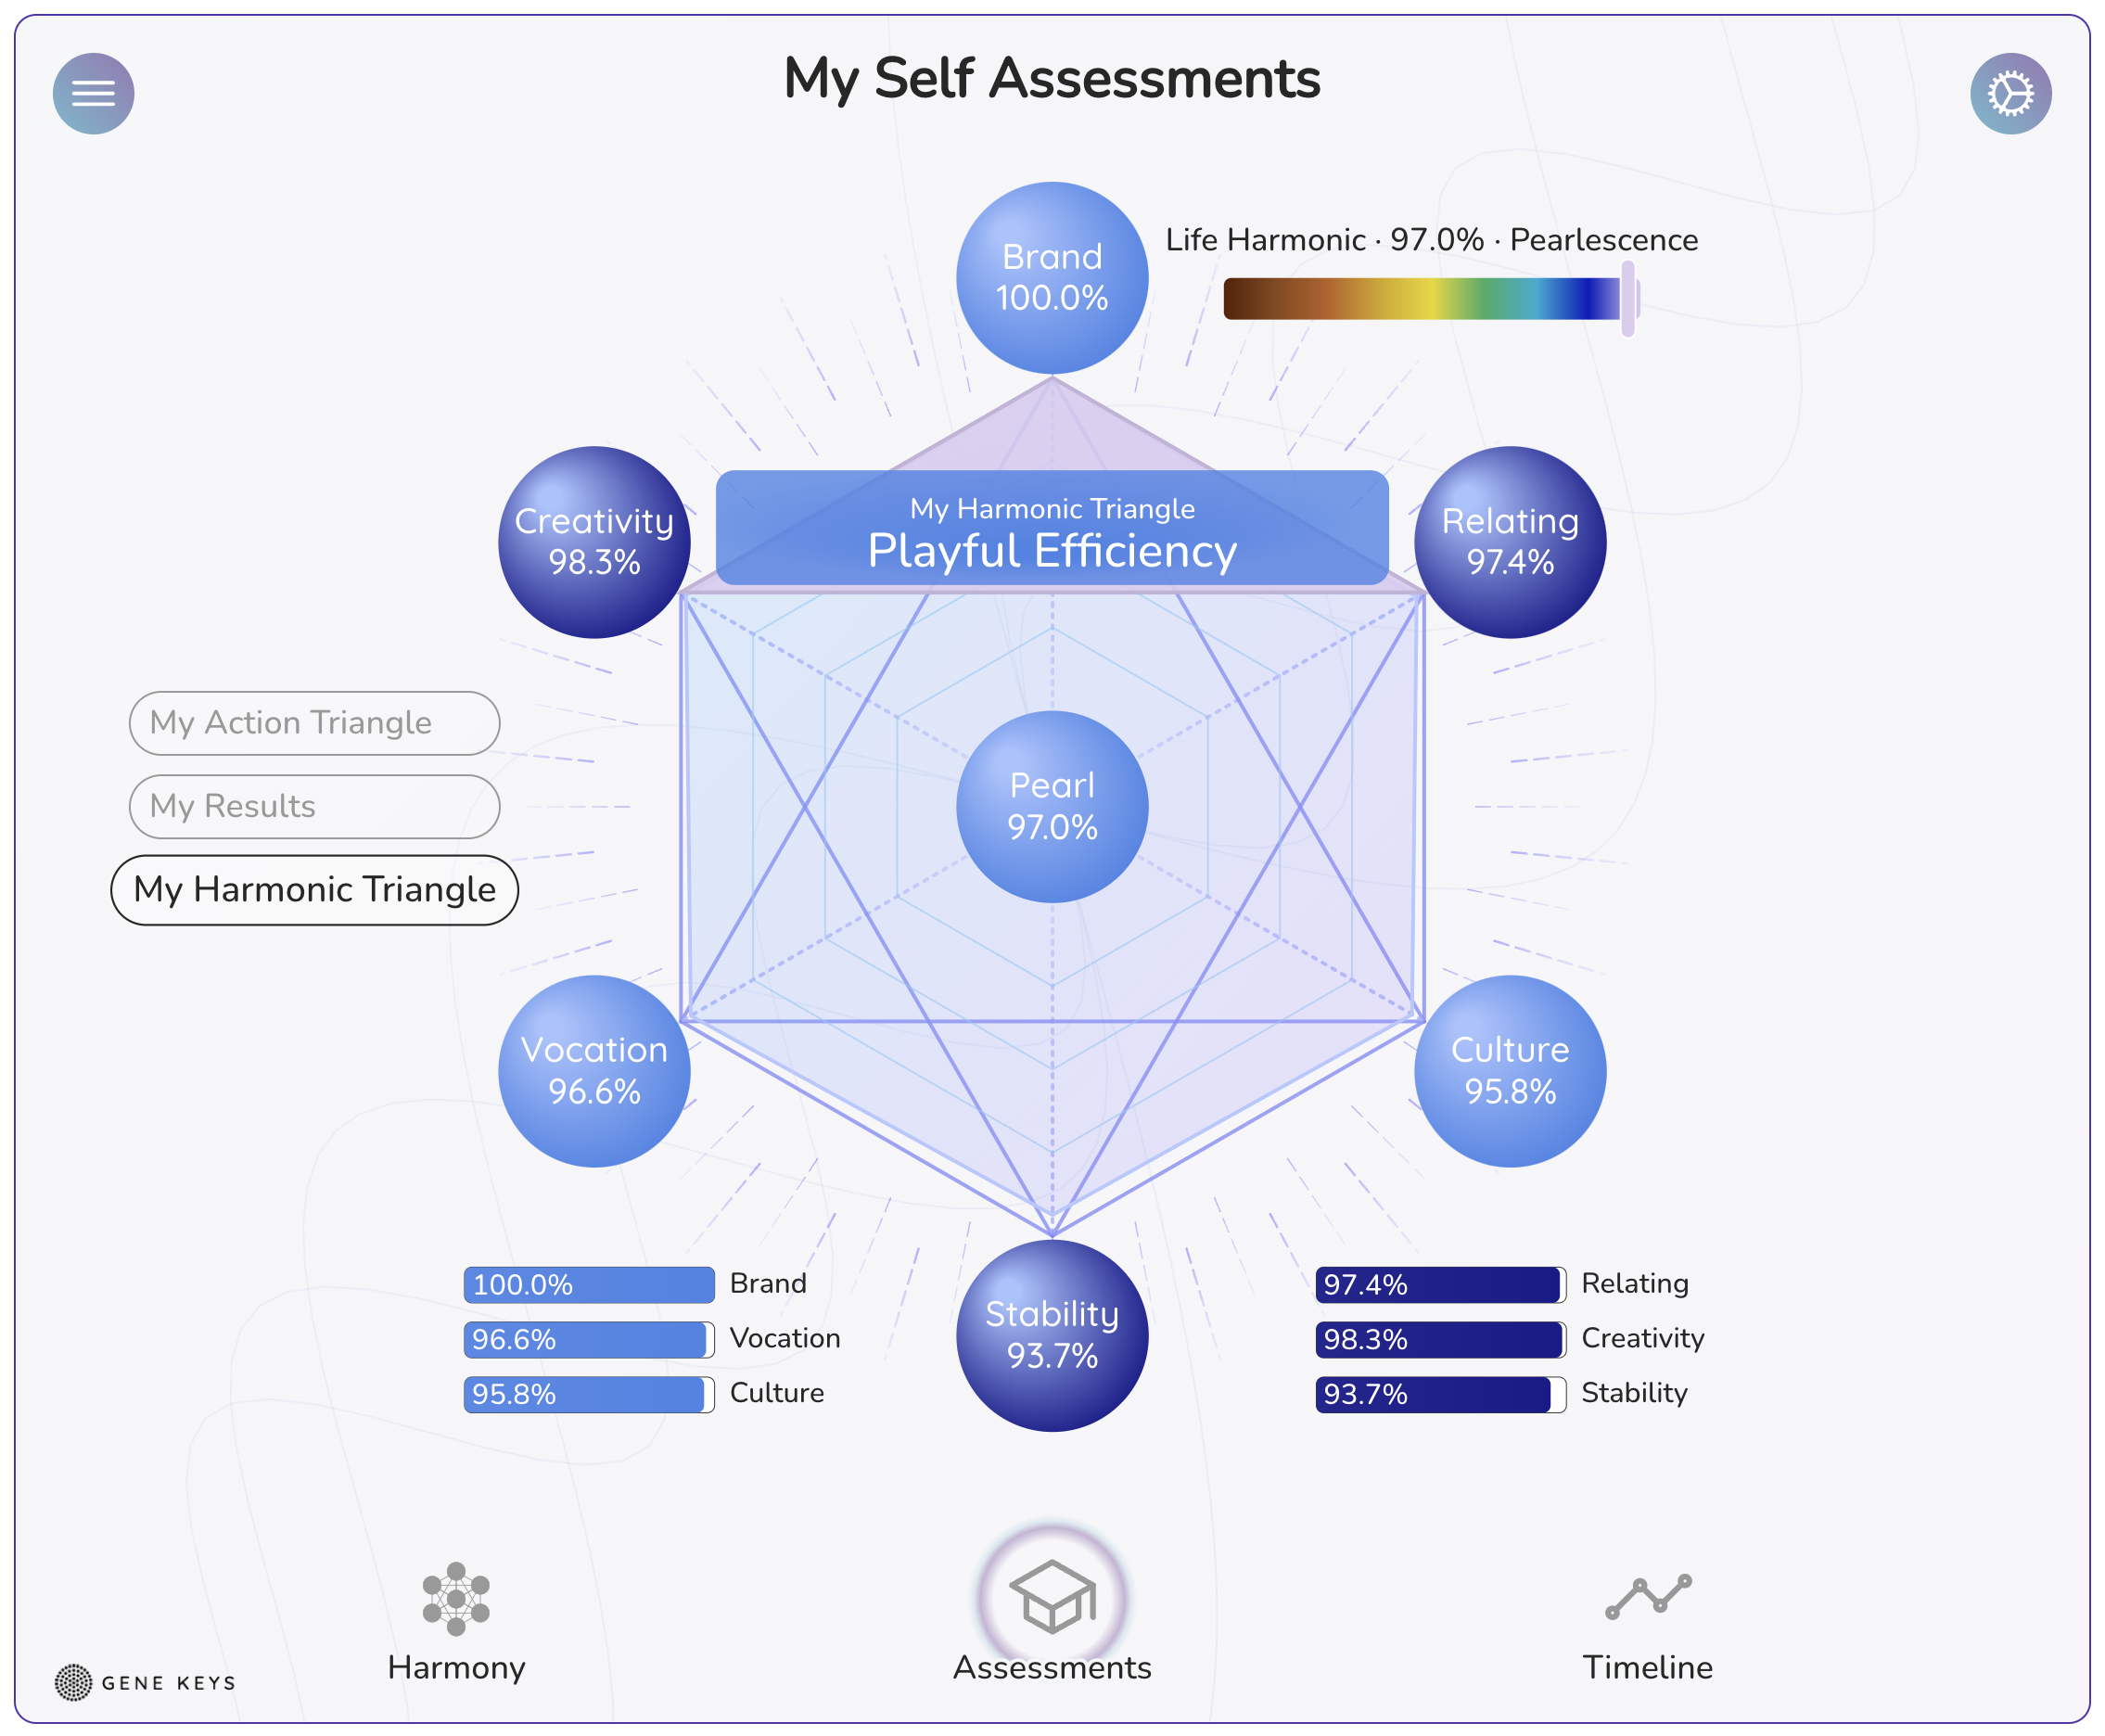 My Self Assessments
Brand
100.0%
Life Harmonic · 97.0% · Pearlescence
Creativity
98.3%
My Harmonic Triangle
Playful Efficiency
Relating
97.4%
My Action Triangle
My Results
My Harmonic Triangle
Pearl
97.0%
Vocation
96.6%
Culture
95.8%
Stability
93.7%
100.0% Brand
96.6% Vocation
95.8% Culture
97.4% Relating
98.3% Creativity
93.7% Stability
Harmony
Assessments
Timeline
GENE KEYS